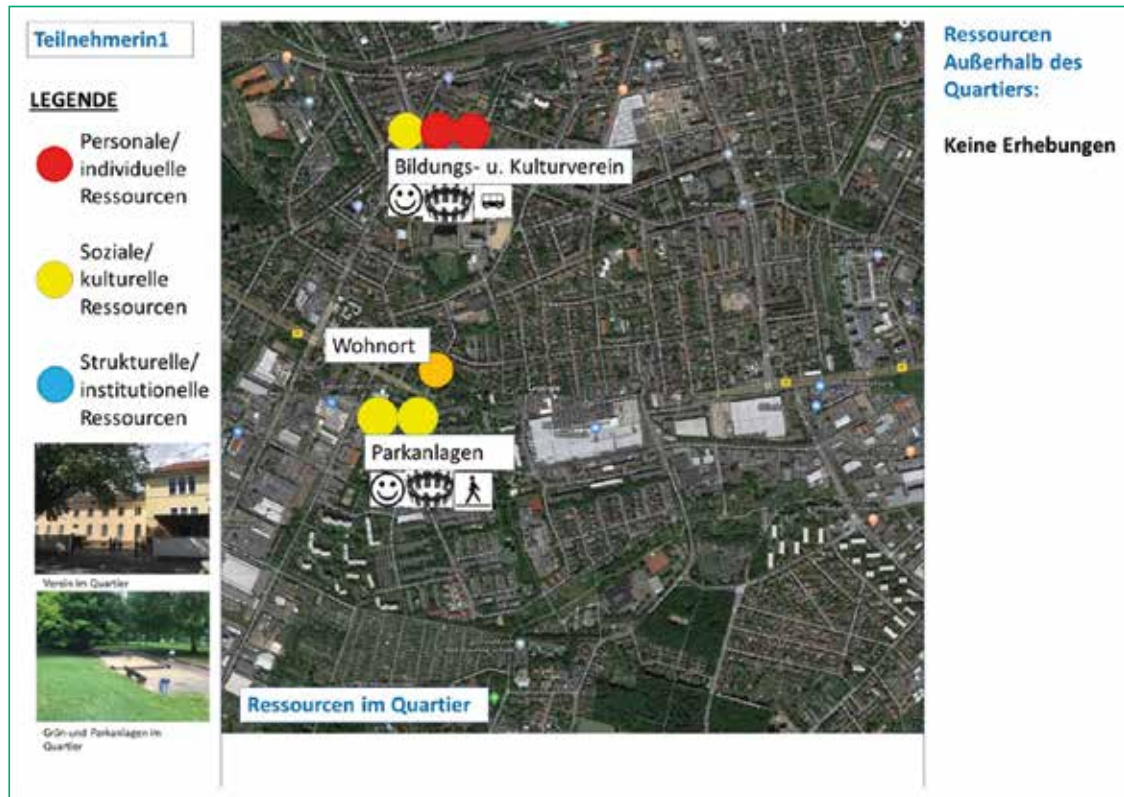 Teilnehmerin1
LEGENDE
Personale/
individuelle
Ressourcen
Soziale/
kulturelle
Ressourcen
Strukturelle/
institutionelle
Ressourcen
Verein im Quartier
Grün-und Parkanlagen im
Quartier
Bildungs- u. Kulturverein
Wohnort
Parkanlagen
Ressourcen im Quartier
Ressourcen
Außerhalb des
Quartiers:
Keine Erhebungen